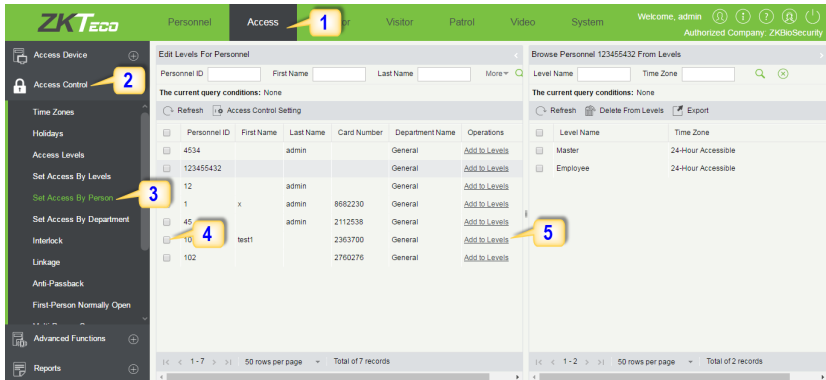 ZKTECO
Personnel Access 1 Visitor Patrol Video System Welcome, admin
Authorized Company: ZKBioSecurity
Access Device
Access Control 2
Time Zones
Holidays
Access Levels
Set Access By Levels
Set Access By Person 3
Set Access By Department
Interlock
Linkage
Anti-Passback
First-Person Normally Open
Advanced Functions
Reports
Edit Levels For Personnel
Personnel ID First Name Last Name More
The current query conditions: None
Refresh Access Control Setting
Personnel ID First Name Last Name Card Number Department Name Operations
4534 admin General Add to Levels
123455432 General Add to Levels
12 admin General Add to Levels
1 x admin 8682230 General Add to Levels
45 admin 2112538 General Add to Levels
4 10 test1 2363700 General Add to Levels 5
102 2760276 General Add to Levels
1 - 7 50 rows per page Total of 7 records
Browse Personnel 123455432 From Levels
Level Name Time Zone
The current query conditions: None
Refresh Delete From Levels Export
Level Name Time Zone
Master 24-Hour Accessible
Employee 24-Hour Accessible
1 - 2 50 rows per page Total of 2 records